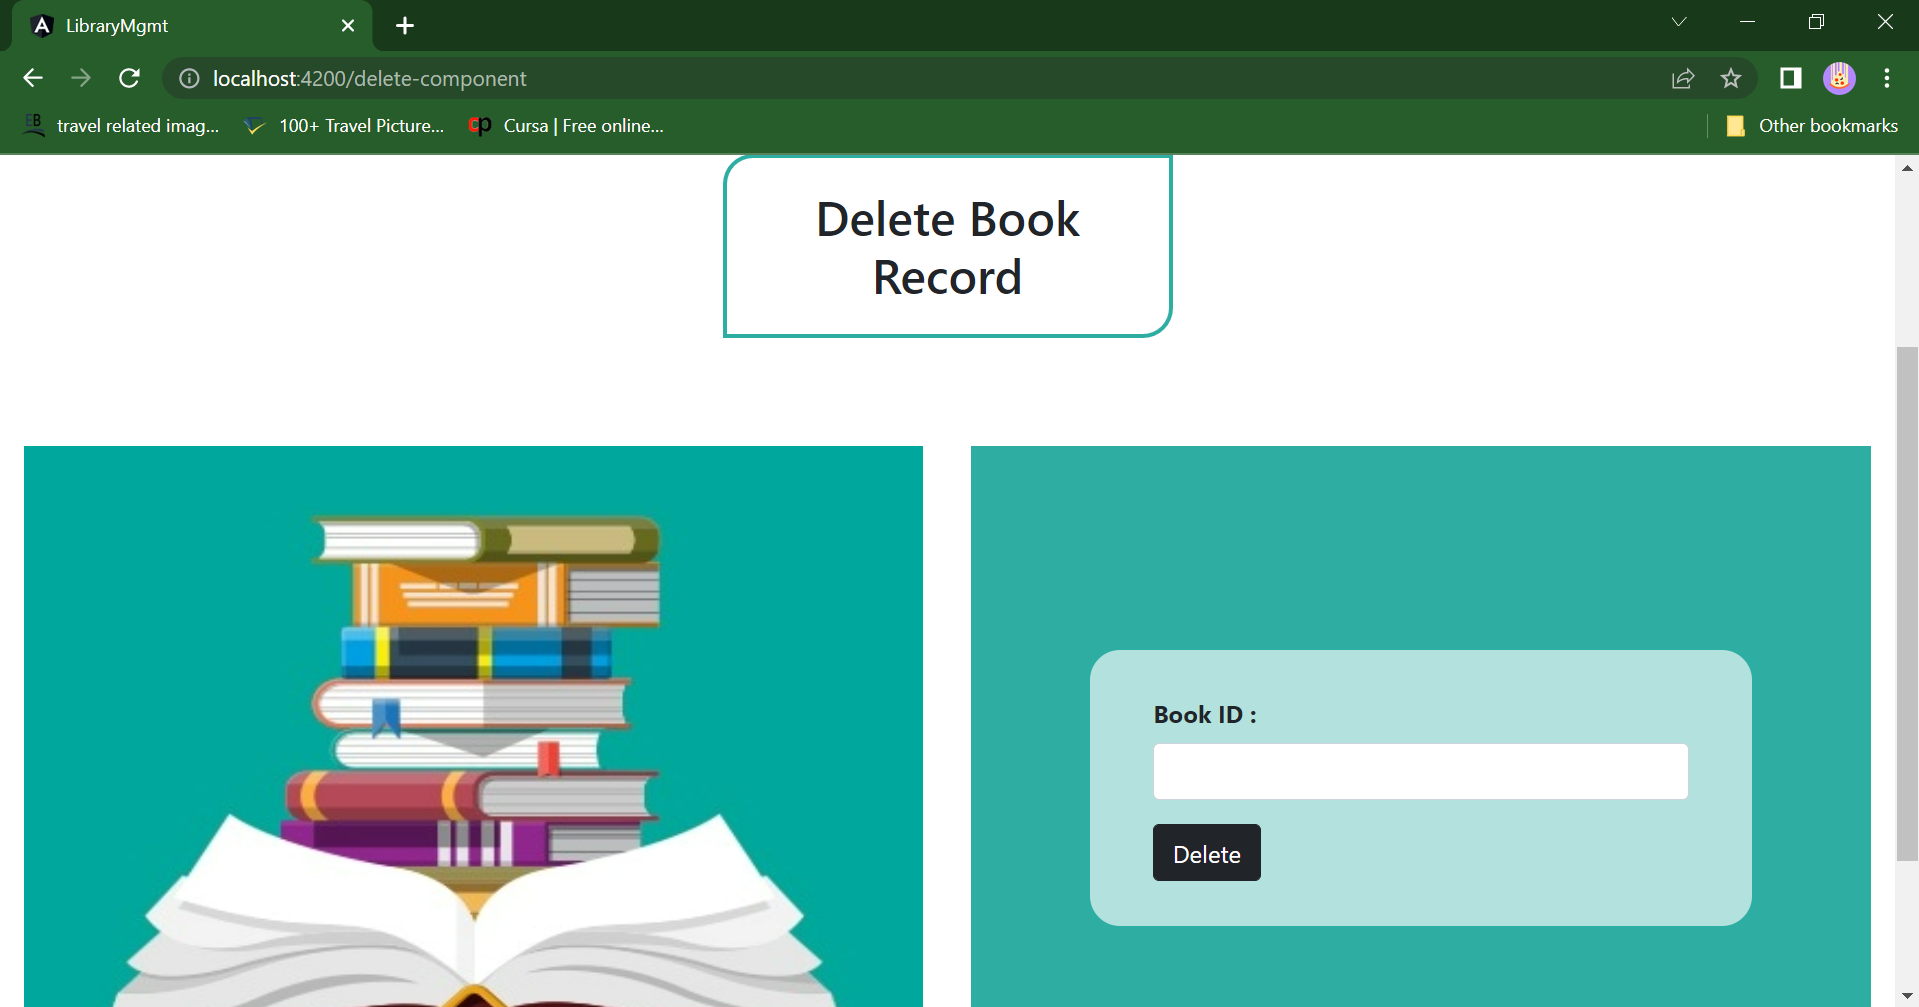 LibraryMgmt
localhost:4200/delete-component
travel related imag...
100+ Travel Picture...
Cursa | Free online...
Other bookmarks
Delete Book
Record
Book ID :
Delete